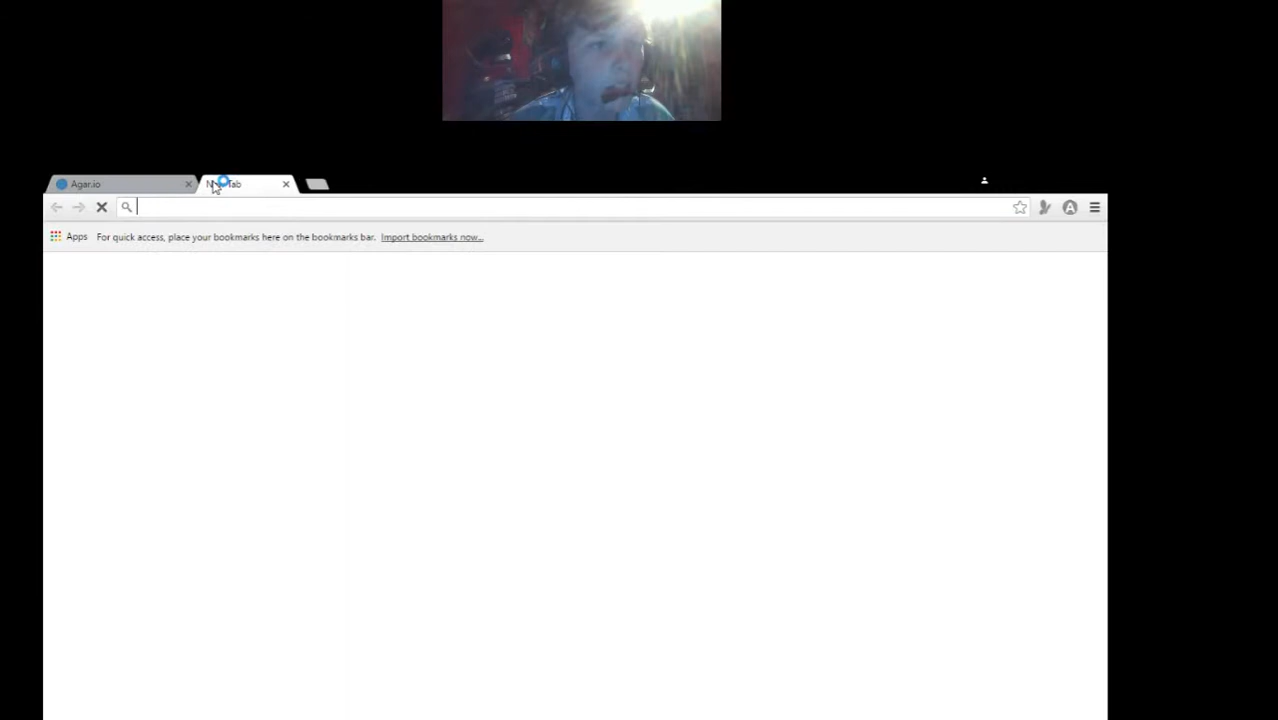 Agar.io
New Tab
Apps For quick access, place your bookmarks here on the bookmarks bar. Import bookmarks now...